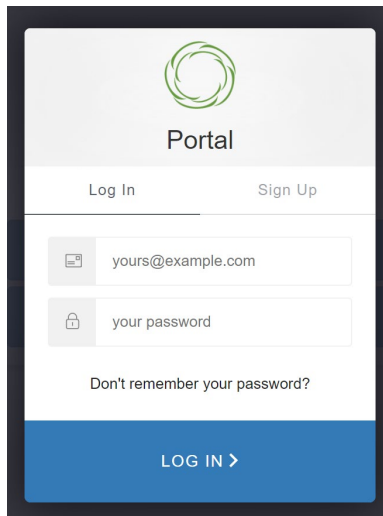 Portal
Log In Sign Up
yours@example.com
your password
Don't remember your password?
LOG IN